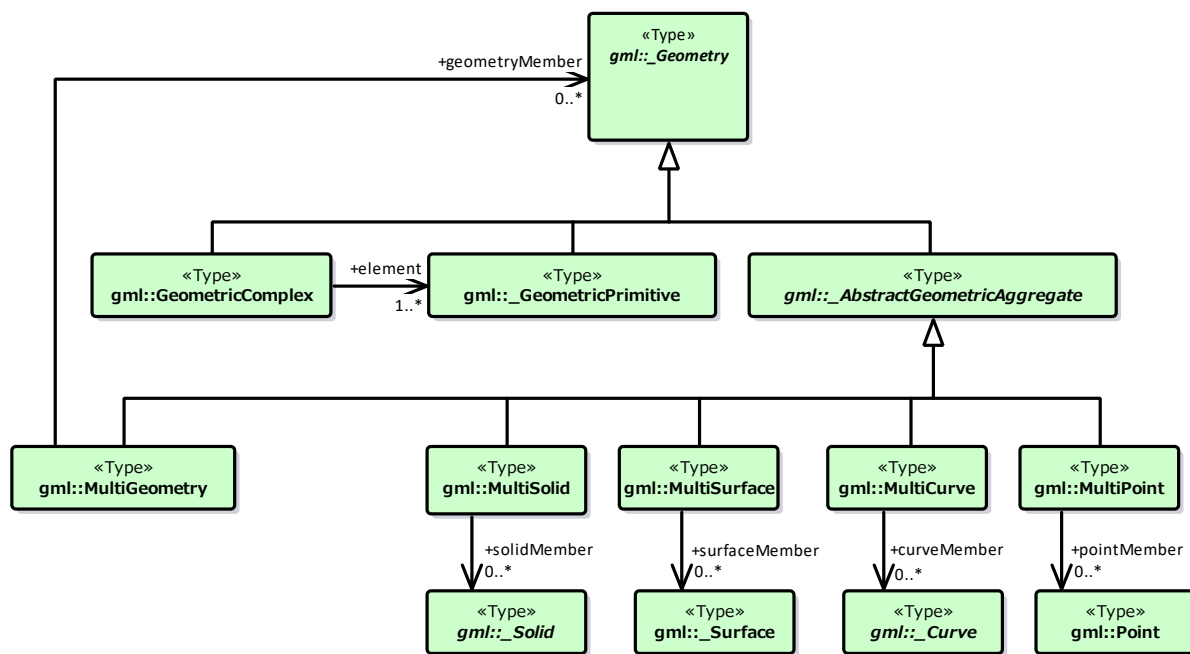 «Type»
gml::_Geometry
+geometryMember
0..*
«Type»
gml::GeometricComplex
+element
1..*
«Type»
gml::_GeometricPrimitive
«Type»
gml::_AbstractGeometricAggregate
«Type»
gml::MultiGeometry
«Type»
gml::MultiSolid
«Type»
gml::MultiSurface
«Type»
gml::MultiCurve
«Type»
gml::MultiPoint
+solidMember
0..*
+surfaceMember
0..*
+curveMember
0..*
+pointMember
0..*
«Type»
gml::_Solid
«Type»
gml::_Surface
«Type»
gml::_Curve
«Type»
gml::Point